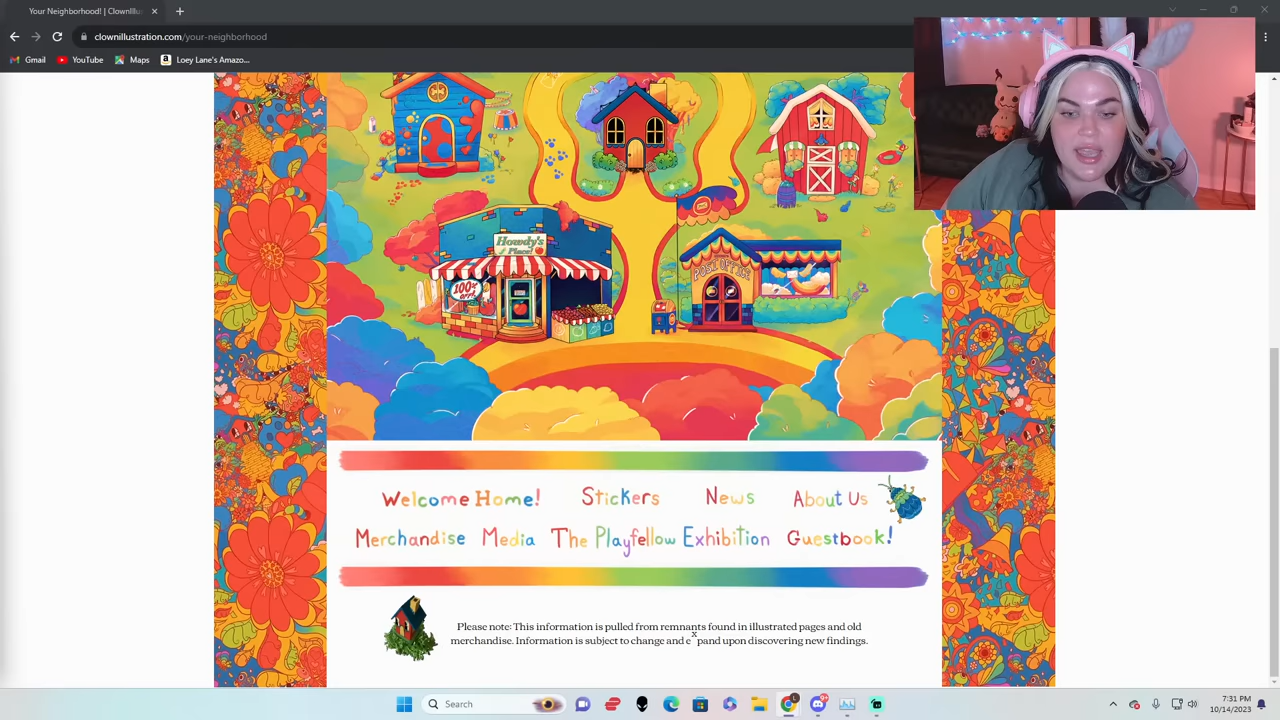 Your Neighborhood! | ClownIllu
clownillustration.com/your-neighborhood
Gmail YouTube Maps Loey Lane's Amazo...
Howdy's
Place!
100%
OFF!
POST OFFICE
Welcome Home! Stickers News About Us
Merchandise Media The Playfellow Exhibition Guestbook!
Please note: This information is pulled from remnants found in illustrated pages and old
merchandise. Information is subject to change and expand upon discovering new findings.
Search
7:31 PM
10/14/2023